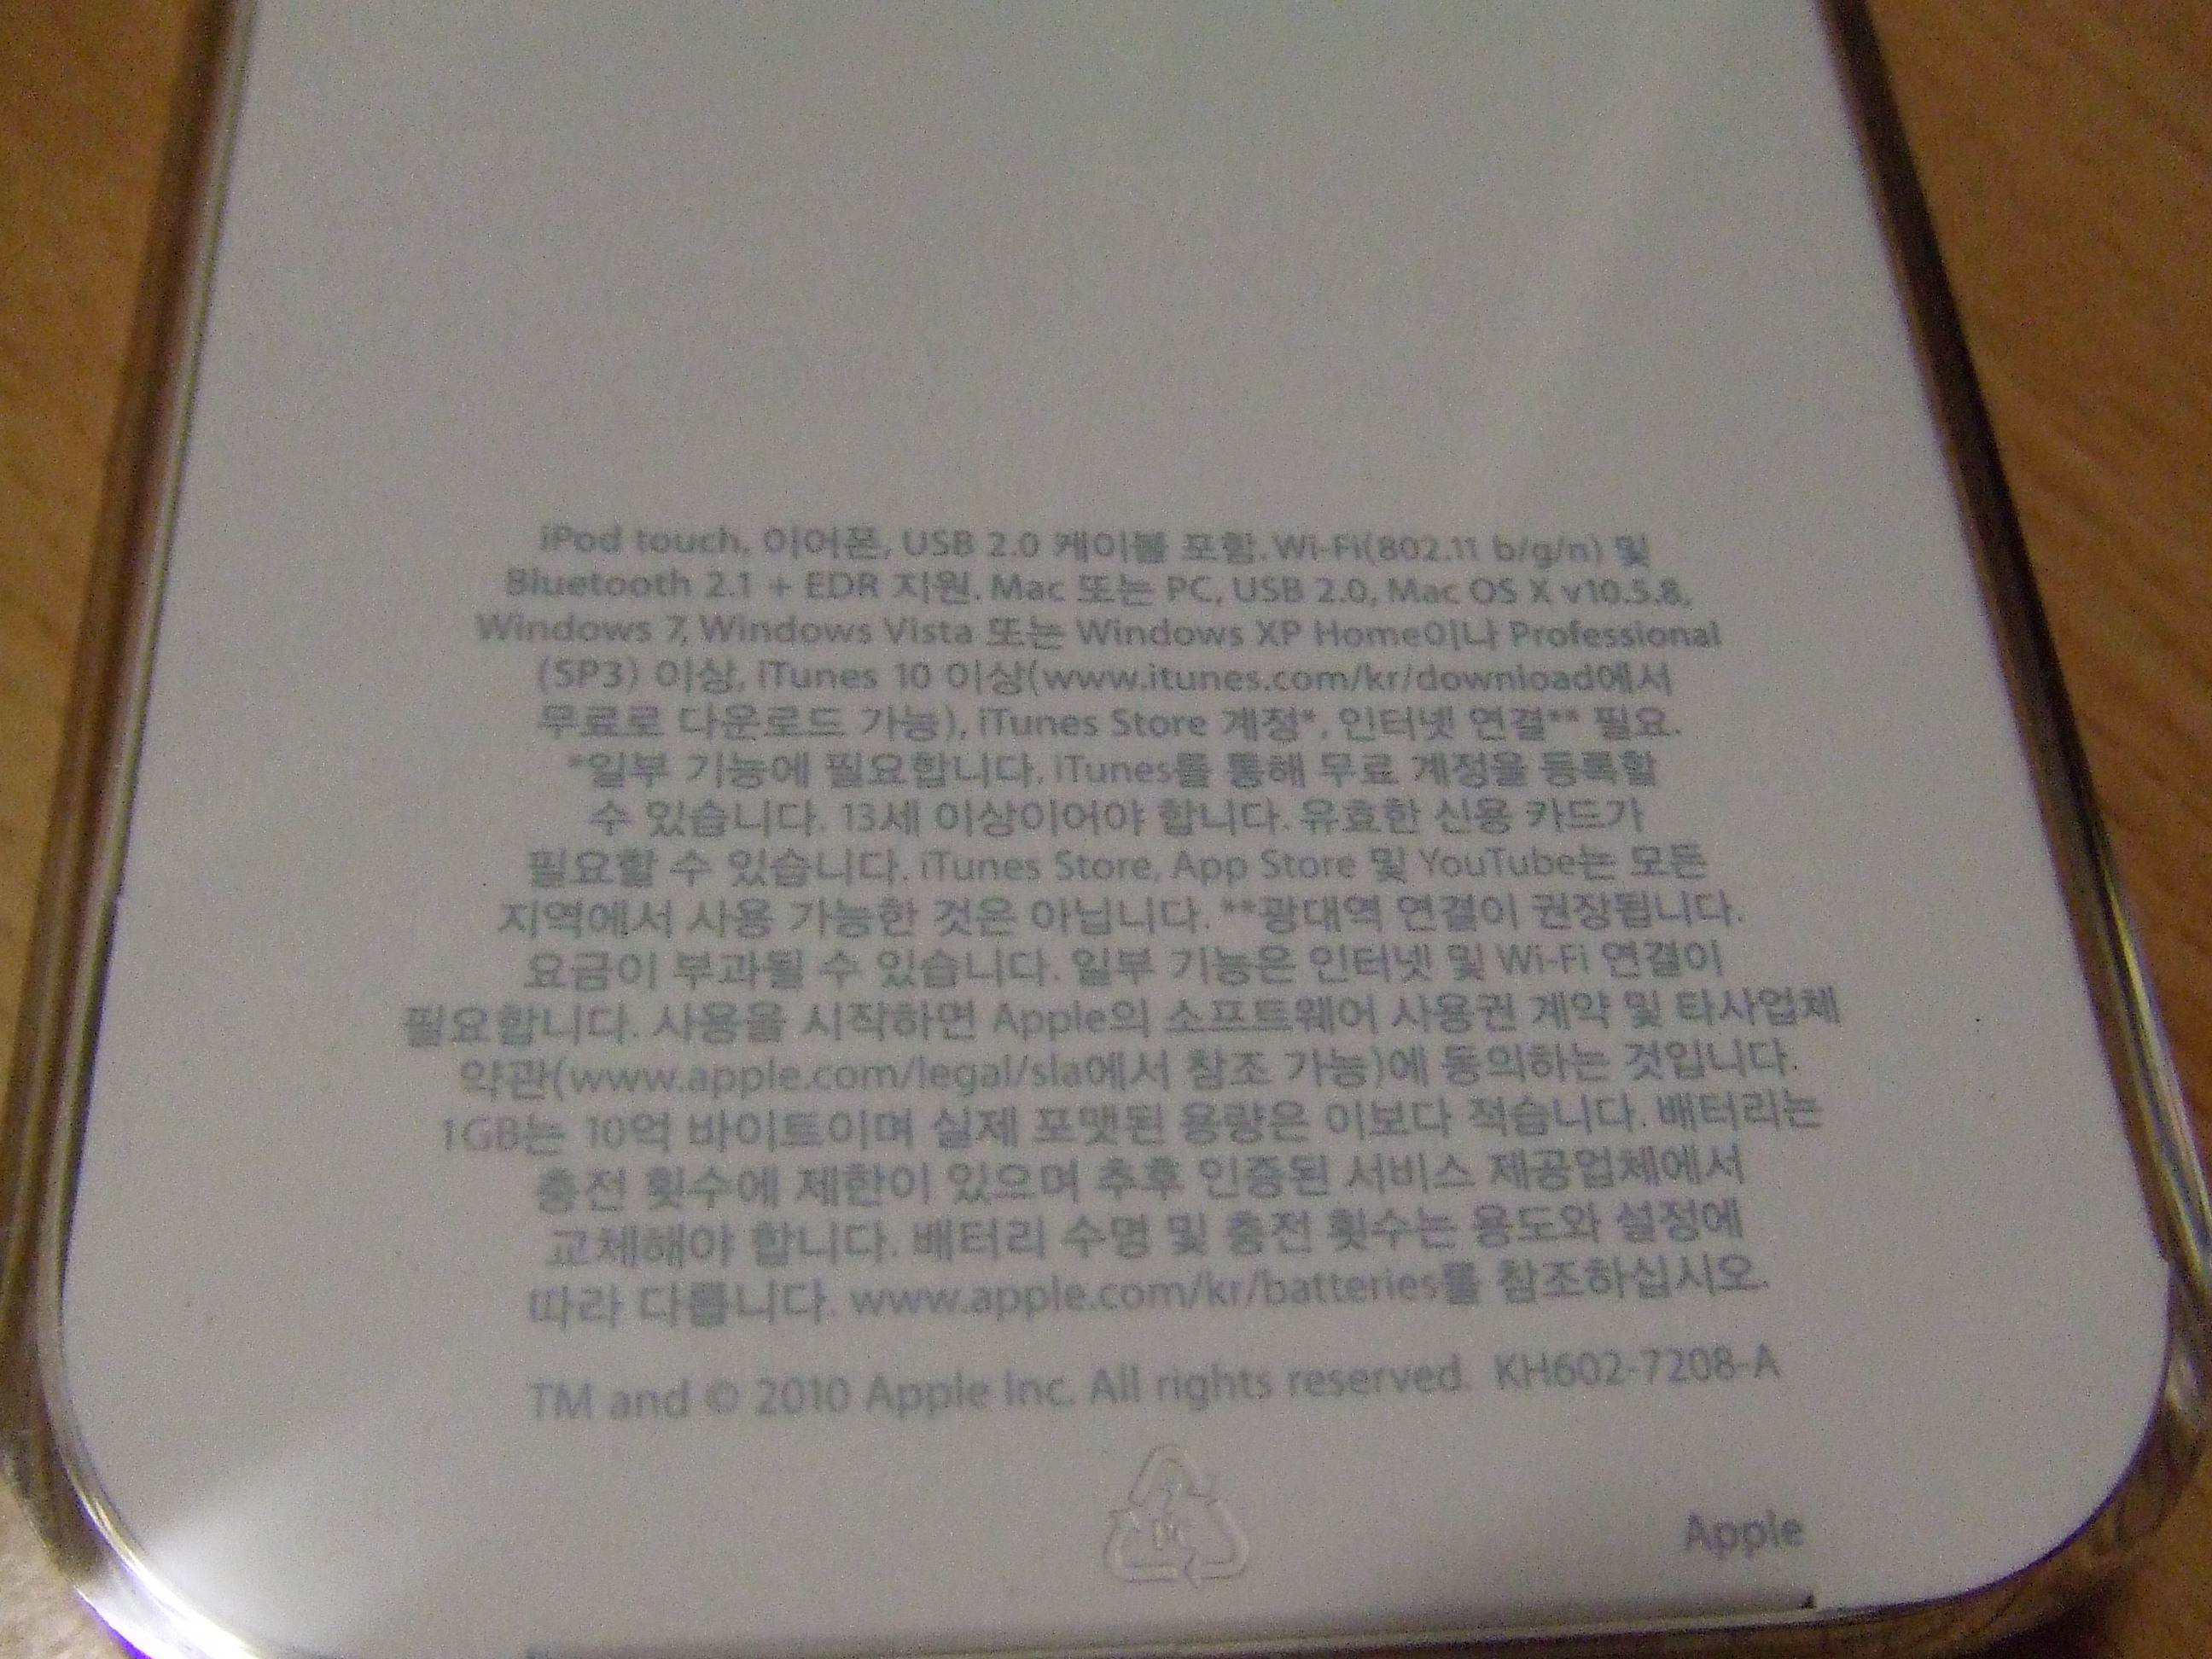 iPod touch, 이어폰, USB 2.0 케이블 포함. Wi-Fi(802.11 b/g/n) 및
Bluetooth 2.1 + EDR 지원. Mac 또는 PC, USB 2.0, Mac OS X v10.5.8,
Windows 7, Windows Vista 또는 Windows XP Home이나 Professional
(SP3) 이상, iTunes 10 이상(www.itunes.com/kr/download에서
무료로 다운로드 가능), iTunes Store 계정*, 인터넷 연결** 필요.
*일부 기능에 필요합니다. iTunes를 통해 무료 계정을 등록할
수 있습니다. 13세 이상이어야 합니다. 유효한 신용 카드가
필요할 수 있습니다. iTunes Store, App Store 및 YouTube는 모든
지역에서 사용 가능한 것은 아닙니다. **광대역 연결이 권장됩니다.
요금이 부과될 수 있습니다. 일부 기능은 인터넷 및 Wi-Fi 연결이
필요합니다. 사용을 시작하면 Apple의 소프트웨어 사용권 계약 및 타사업체
약관(www.apple.com/legal/sla에서 참조 가능)에 동의하는 것입니다.
1GB는 10억 바이트이며 실제 포맷된 용량은 이보다 적습니다. 배터리는
충전 횟수에 제한이 있으며 추후 인증된 서비스 제공업체에서
교체해야 합니다. 배터리 수명 및 충전 횟수는 용도와 설정에
따라 다릅니다. www.apple.com/kr/batteries를 참조하십시오.
TM and © 2010 Apple Inc. All rights reserved. KH602-7208-A
Apple